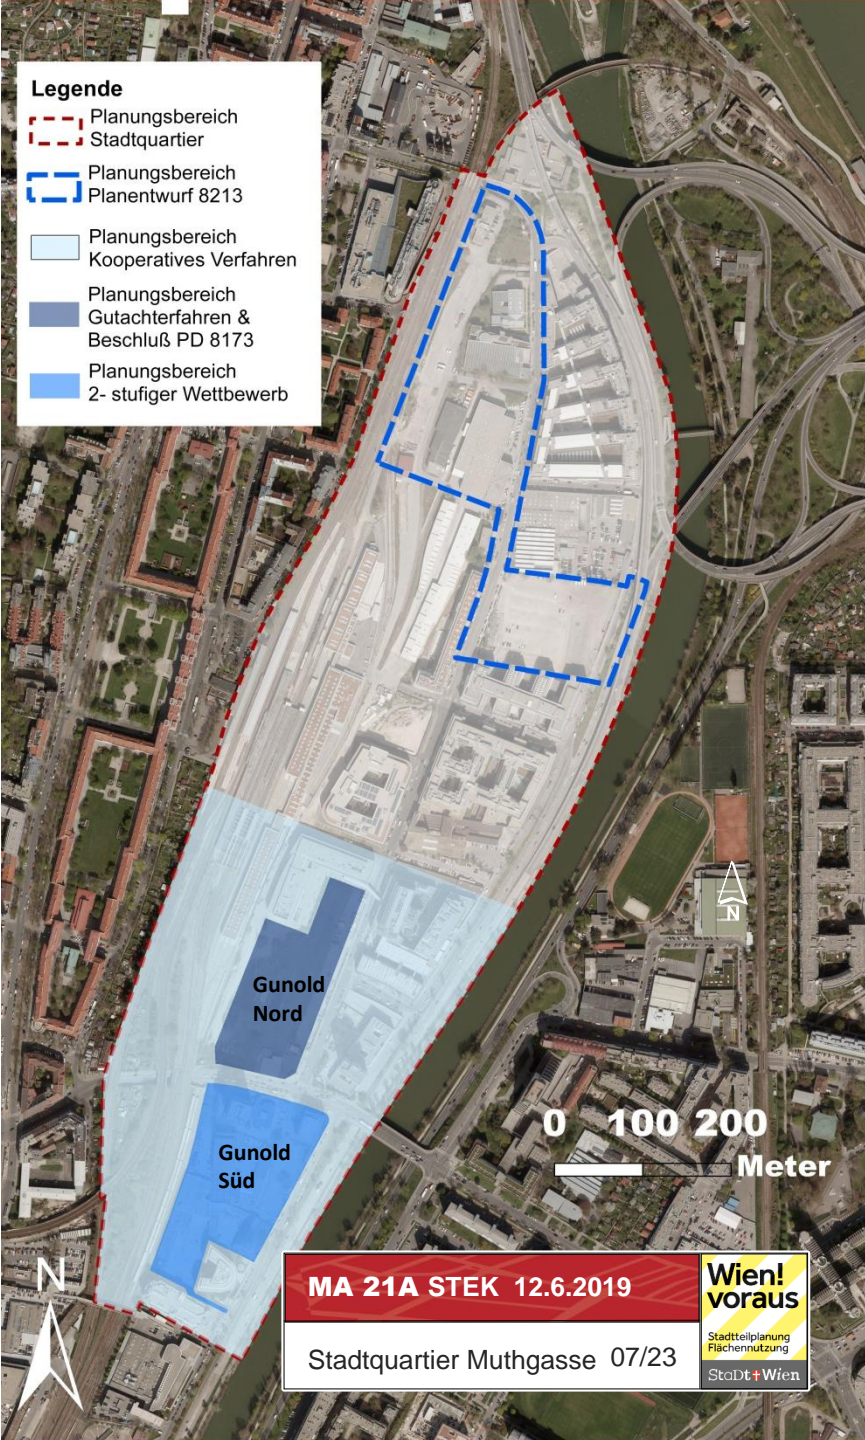 Legende
Planungsbereich
Stadtquartier
Planungsbereich
Planentwurf 8213
Planungsbereich
Kooperatives Verfahren
Planungsbereich
Gutachterfahren &
Beschluß PD 8173
Planungsbereich
2- stufiger Wettbewerb
N
Gunold
Nord
Gunold
Süd
0 100 200
Meter
N
MA 21A STEK 12.6.2019
Stadtquartier Muthgasse 07/23
Wien!
voraus
Stadtteilplanung
Flächennutzung
StaDt Wien